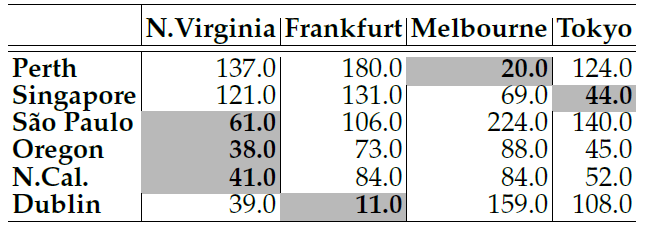 N.Virginia Frankfurt Melbourne Tokyo
Perth 137.0 180.0 20.0 124.0
Singapore 121.0 131.0 69.0 44.0
São Paulo 61.0 106.0 224.0 140.0
Oregon 38.0 73.0 88.0 45.0
N.Cal. 41.0 84.0 84.0 52.0
Dublin 39.0 11.0 159.0 108.0